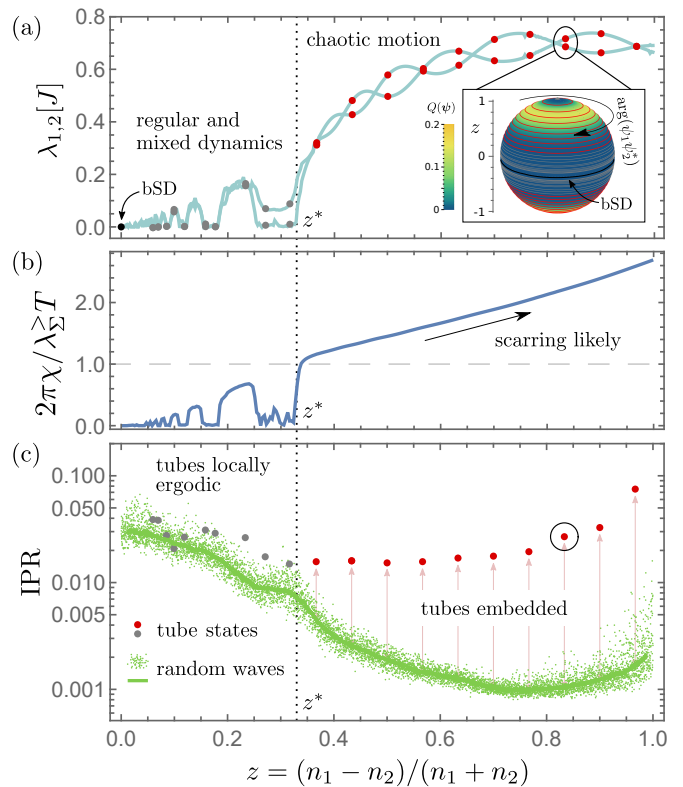 (a)
0.8
0.6
0.4
0.2
0.0
λ₁,₂[J]
chaotic motion
regular and
mixed dynamics
bSD
z*
Q(ψ)
0.2
0.1
0
1
z
0
-1
arg(ψ₁ψ₂*)
bSD
(b)
2.0
1.0
0.0
2πχ/λ_Σ^> T
scarring likely
z*
(c)
0.100
0.050
0.010
0.005
0.001
IPR
tubes locally
ergodic
tubes embedded
tube states
random waves
z*
0.0 0.2 0.4 0.6 0.8 1.0
z = (n₁ − n₂)/(n₁ + n₂)